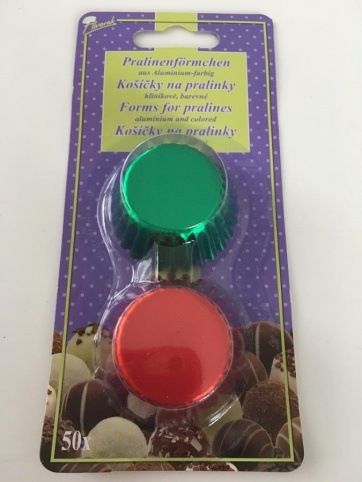 Pralinenförmchen
aus Aluminium-farbig
Košíčky na pralinky
hliníkové, barevné
Forms for pralines
aluminium and colored
Košíčky na pralinky
50x